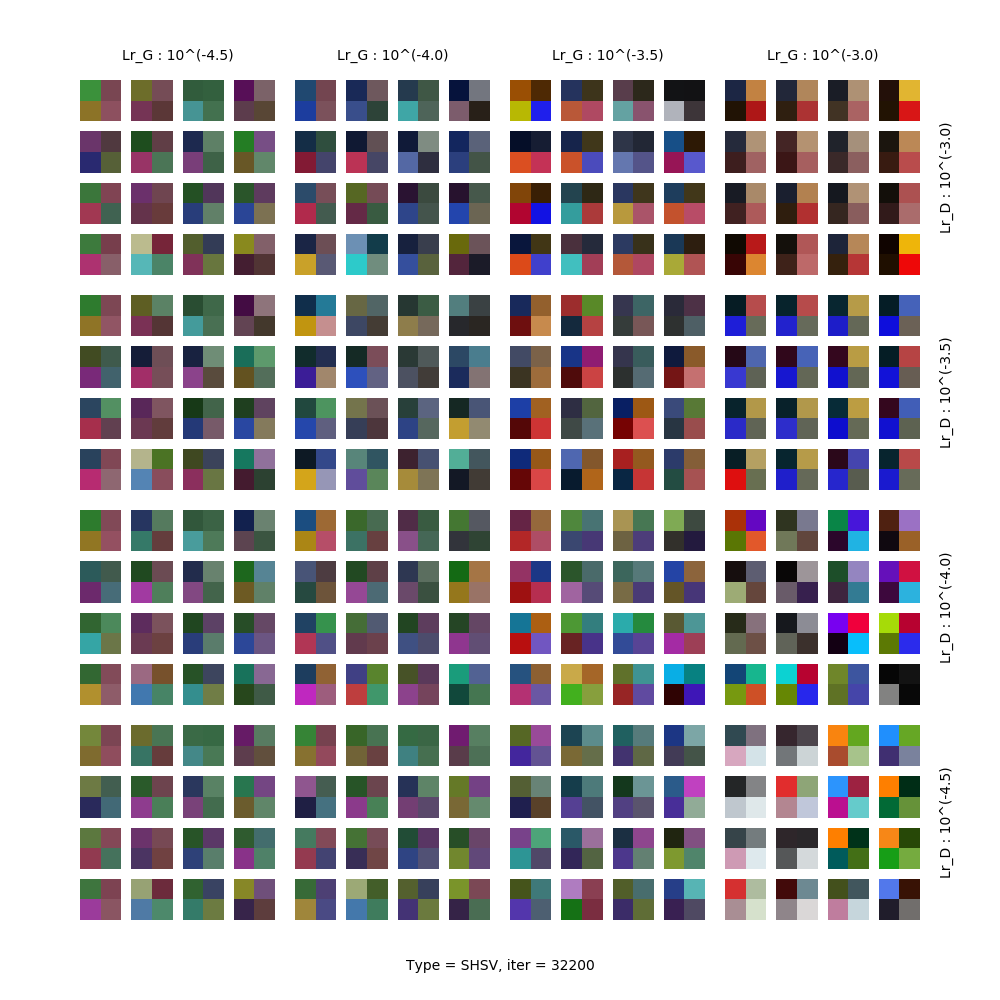 Lr_G : 10^(-4.5)
Lr_G : 10^(-4.0)
Lr_G : 10^(-3.5)
Lr_G : 10^(-3.0)
Lr_D : 10^(-3.0)
Lr_D : 10^(-3.5)
Lr_D : 10^(-4.0)
Lr_D : 10^(-4.5)
Type = SHSV, iter = 32200